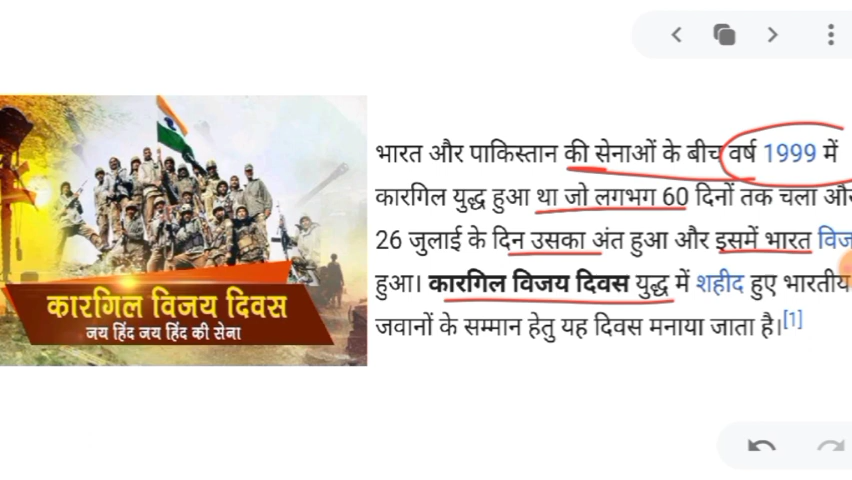 भारत और पाकिस्तान की सेनाओं के बीच वर्ष 1999 में
कारगिल युद्ध हुआ था जो लगभग 60 दिनों तक चला और
26 जुलाई के दिन उसका अंत हुआ और इसमें भारत
हुआ। कारगिल विजय दिवस युद्ध में शहीद हुए भारतीय
जवानों के सम्मान हेतु यह दिवस मनाया जाता है।[1]
कारगिल विजय दिवस
जय हिंद जय हिंद की सेना